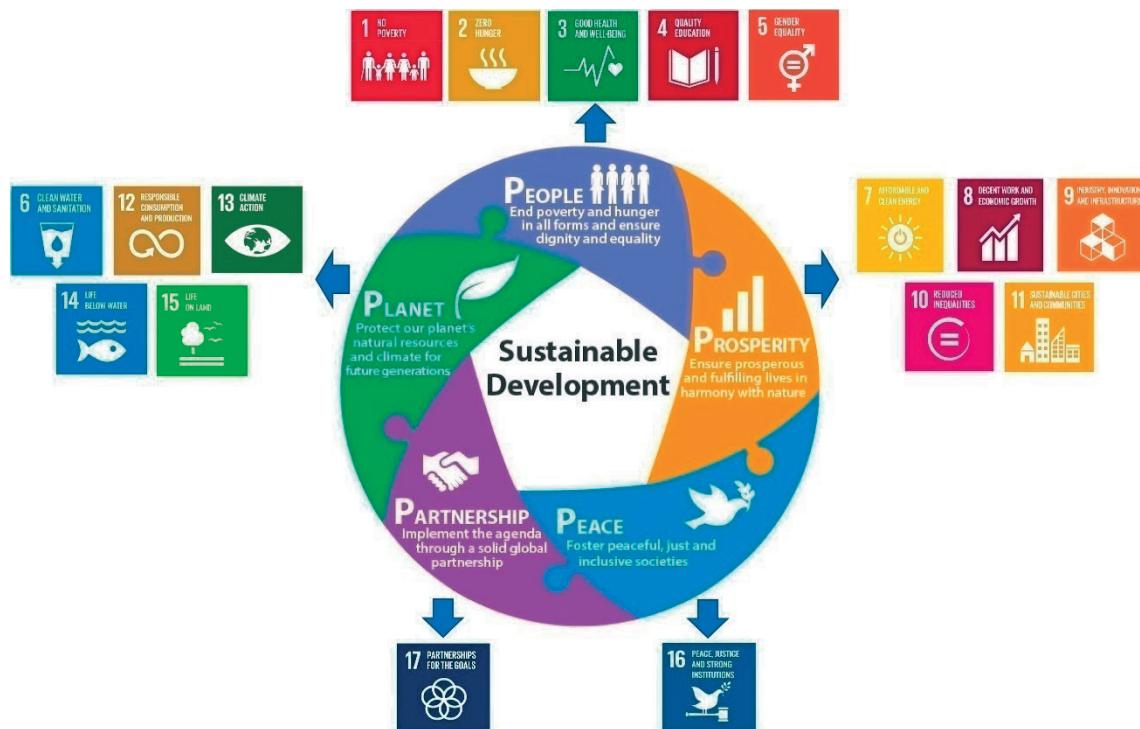 1 NO
POVERTY
2 ZERO
HUNGER
3 GOOD HEALTH
AND WELL-BEING
4 QUALITY
EDUCATION
5 GENDER
EQUALITY
6 CLEAN WATER
AND SANITATION
12 RESPONSIBLE
CONSUMPTION
AND PRODUCTION
13 CLIMATE
ACTION
14 LIFE
BELOW WATER
15 LIFE
ON LAND
PEOPLE
End poverty and hunger
in all forms and ensure
dignity and equality
PLANET
Protect our planet's
natural resources
and climate for
future generations
Sustainable
Development
PROSPERITY
Ensure prosperous
and fulfilling lives in
harmony with nature
7 AFFORDABLE AND
CLEAN ENERGY
8 DECENT WORK AND
ECONOMIC GROWTH
9 INDUSTRY, INNOVATION
AND INFRASTRUCTURE
10 REDUCED
INEQUALITIES
11 SUSTAINABLE CITIES
AND COMMUNITIES
PARTNERSHIP
Implement the agenda
through a solid global
partnership
PEACE
Foster peaceful, just and
inclusive societies
17 PARTNERSHIPS
FOR THE GOALS
16 PEACE, JUSTICE
AND STRONG
INSTITUTIONS